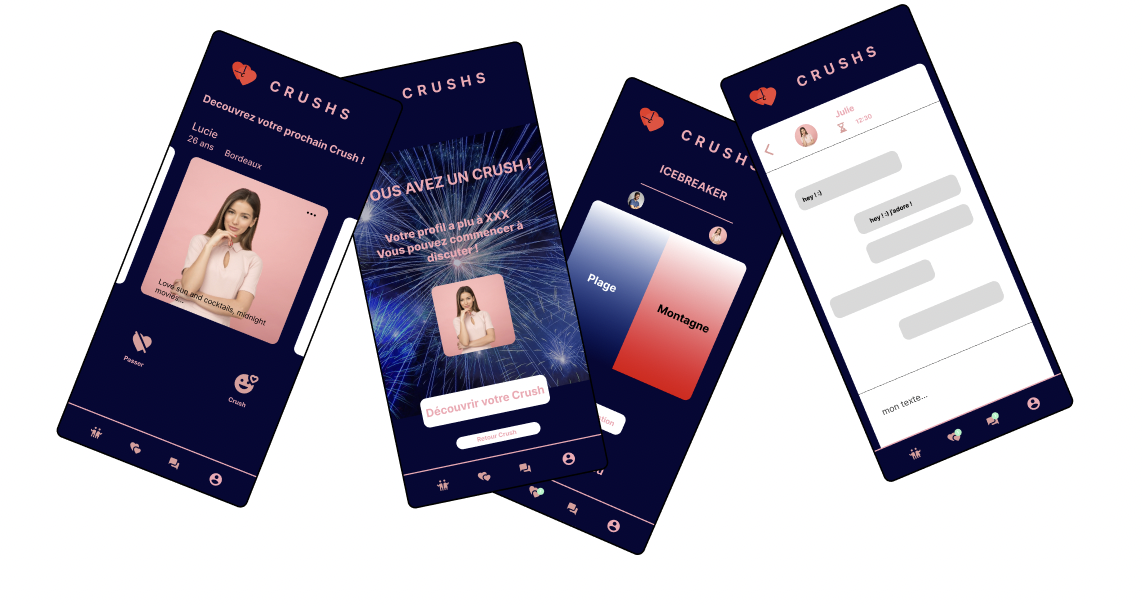 CRUSHS
Decouvrez votre prochain Crush !
Lucie
26 ans Bordeaux
Love sue and cocktails, midnight
movies...
Passer
Crush
CRUSHS
OUS AVEZ UN CRUSH !
Votre profil a plu à XXX
Vous pouvez commencer à
discuter !
Découvrir votre Crush
Retour Crush
CRUSHS
ICEBREAKER
Plage
Montagne
tion
CRUSHS
Julie
12:30
hey ! :)
hey ! :) j'adore !
mon texte...